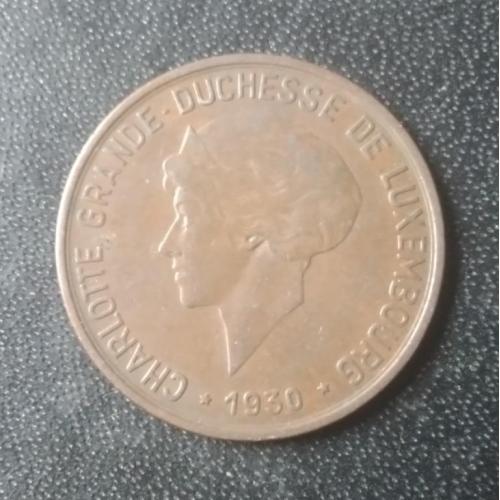 CHARLOTTE, GRANDE-DUCHESSE DE LUXEMBOURG
* 1930 *